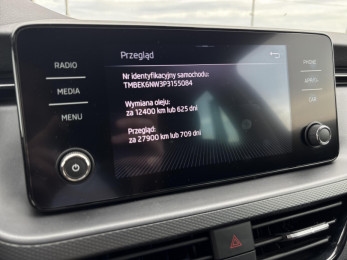 RADIO
MEDIA
MENU
Przegląd
Nr identyfikacyjny samochodu:
TMBEK6NW3P3155084
Wymiana oleju:
za 12400 km lub 625 dni
Przegląd:
za 27900 km lub 709 dni
PHONE
CAR